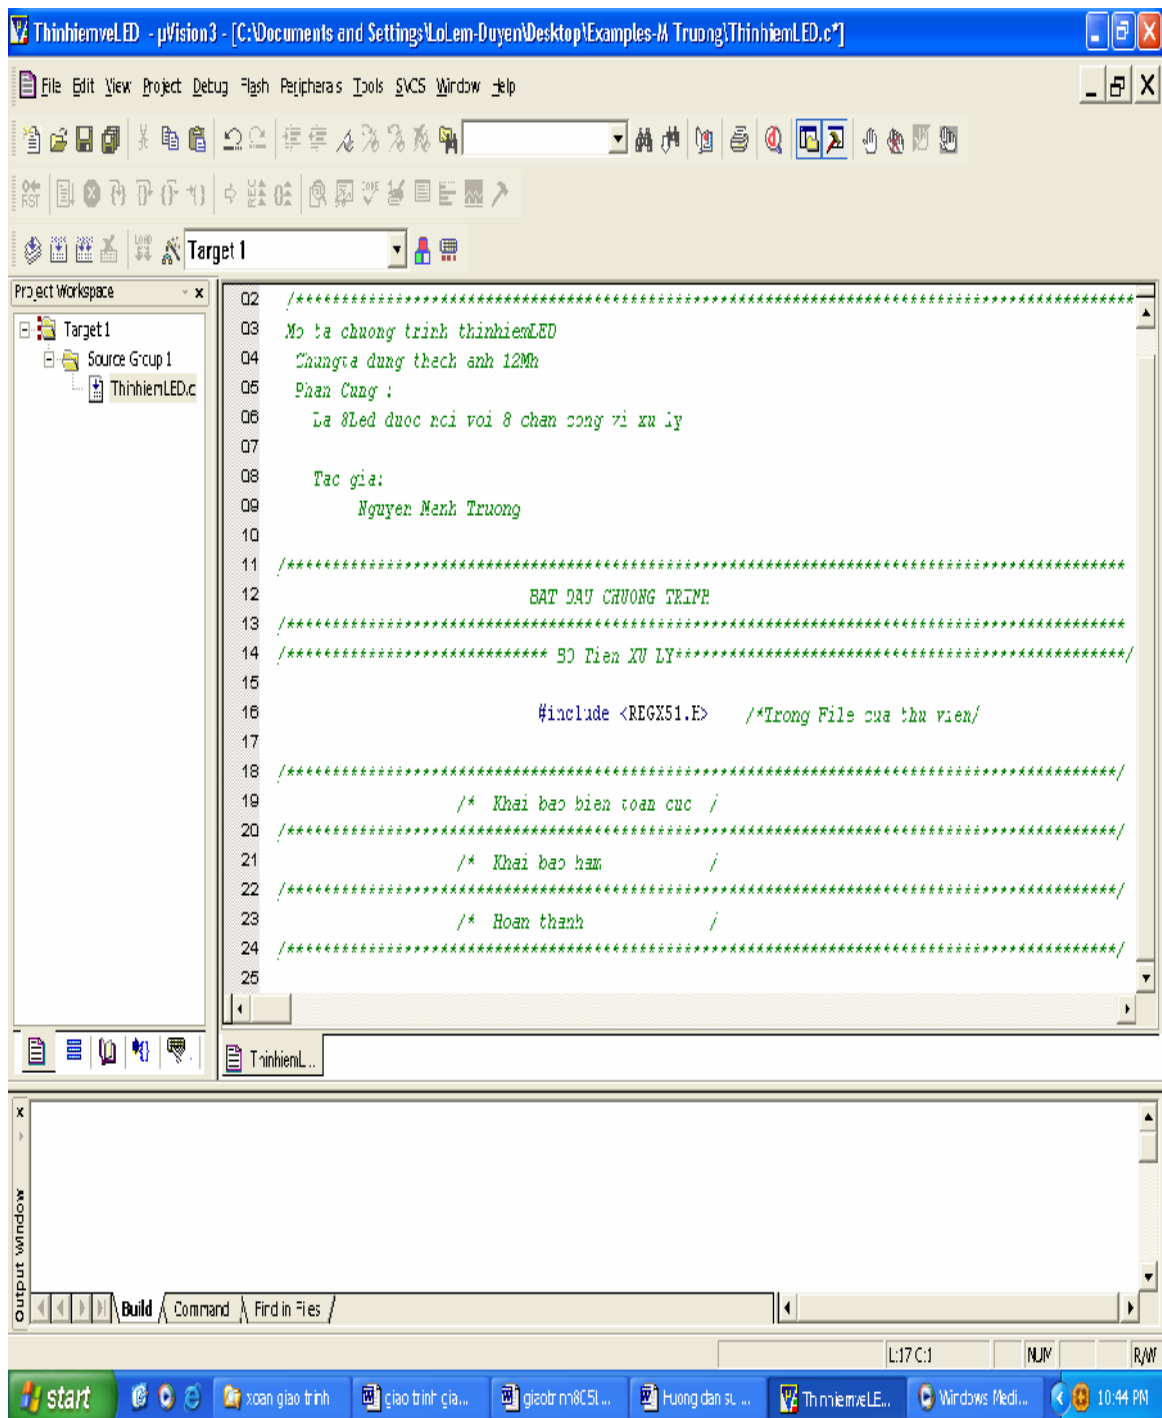 ThinhiemveLED - µVision3 - [C:\Documents and Settings\LoLem-Duyen\Desktop\Examples-M Truong\ThinhiemLED.c*]
File Edit View Project Debug Flash Peripherals Tools SVCS Window Help
Target 1
Project Workspace
Target 1
Source Group 1
ThinhiemLED.c
02 /********************************************************************************************
03 Mo ta chuong trinh thinhiemLED
04 Chungta dung thach anh 12Mh
05 Phan Cung :
06 La 8Led duoc noi voi 8 chan cong vi xu ly
07
08 Tac gia:
09 Nguyen Manh Truong
10
11 /********************************************************************************************
12 BAT DAU CHUONG TRINH
13 /********************************************************************************************
14 /***************************** BO Tien XU LY**************************************************/
15
16 #include <REGX51.H> /*Trong File cua thu vien/
17
18 /*******************************************************************************************/
19 /* Khai bao bien toan cuc /
20 /*******************************************************************************************/
21 /* Khai bao ham /
22 /*******************************************************************************************/
23 /* Hoan thanh /
24 /*******************************************************************************************/
25
ThinhiemL...
Output Window
Build Command Find in Files
L:17 C:1 NUM R/W
start xoan giao trinh giao trinh gia... giaotrinh8051... Huong dan su ... ThinhiemveLE... Windows Medi... 10:44 PM